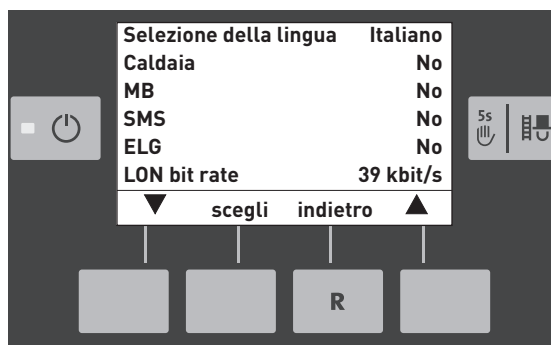 Selezione della lingua Italiano
Caldaia No
MB No
SMS No
ELG No
LON bit rate 39 kbit/s
scegli indietro
5s
R